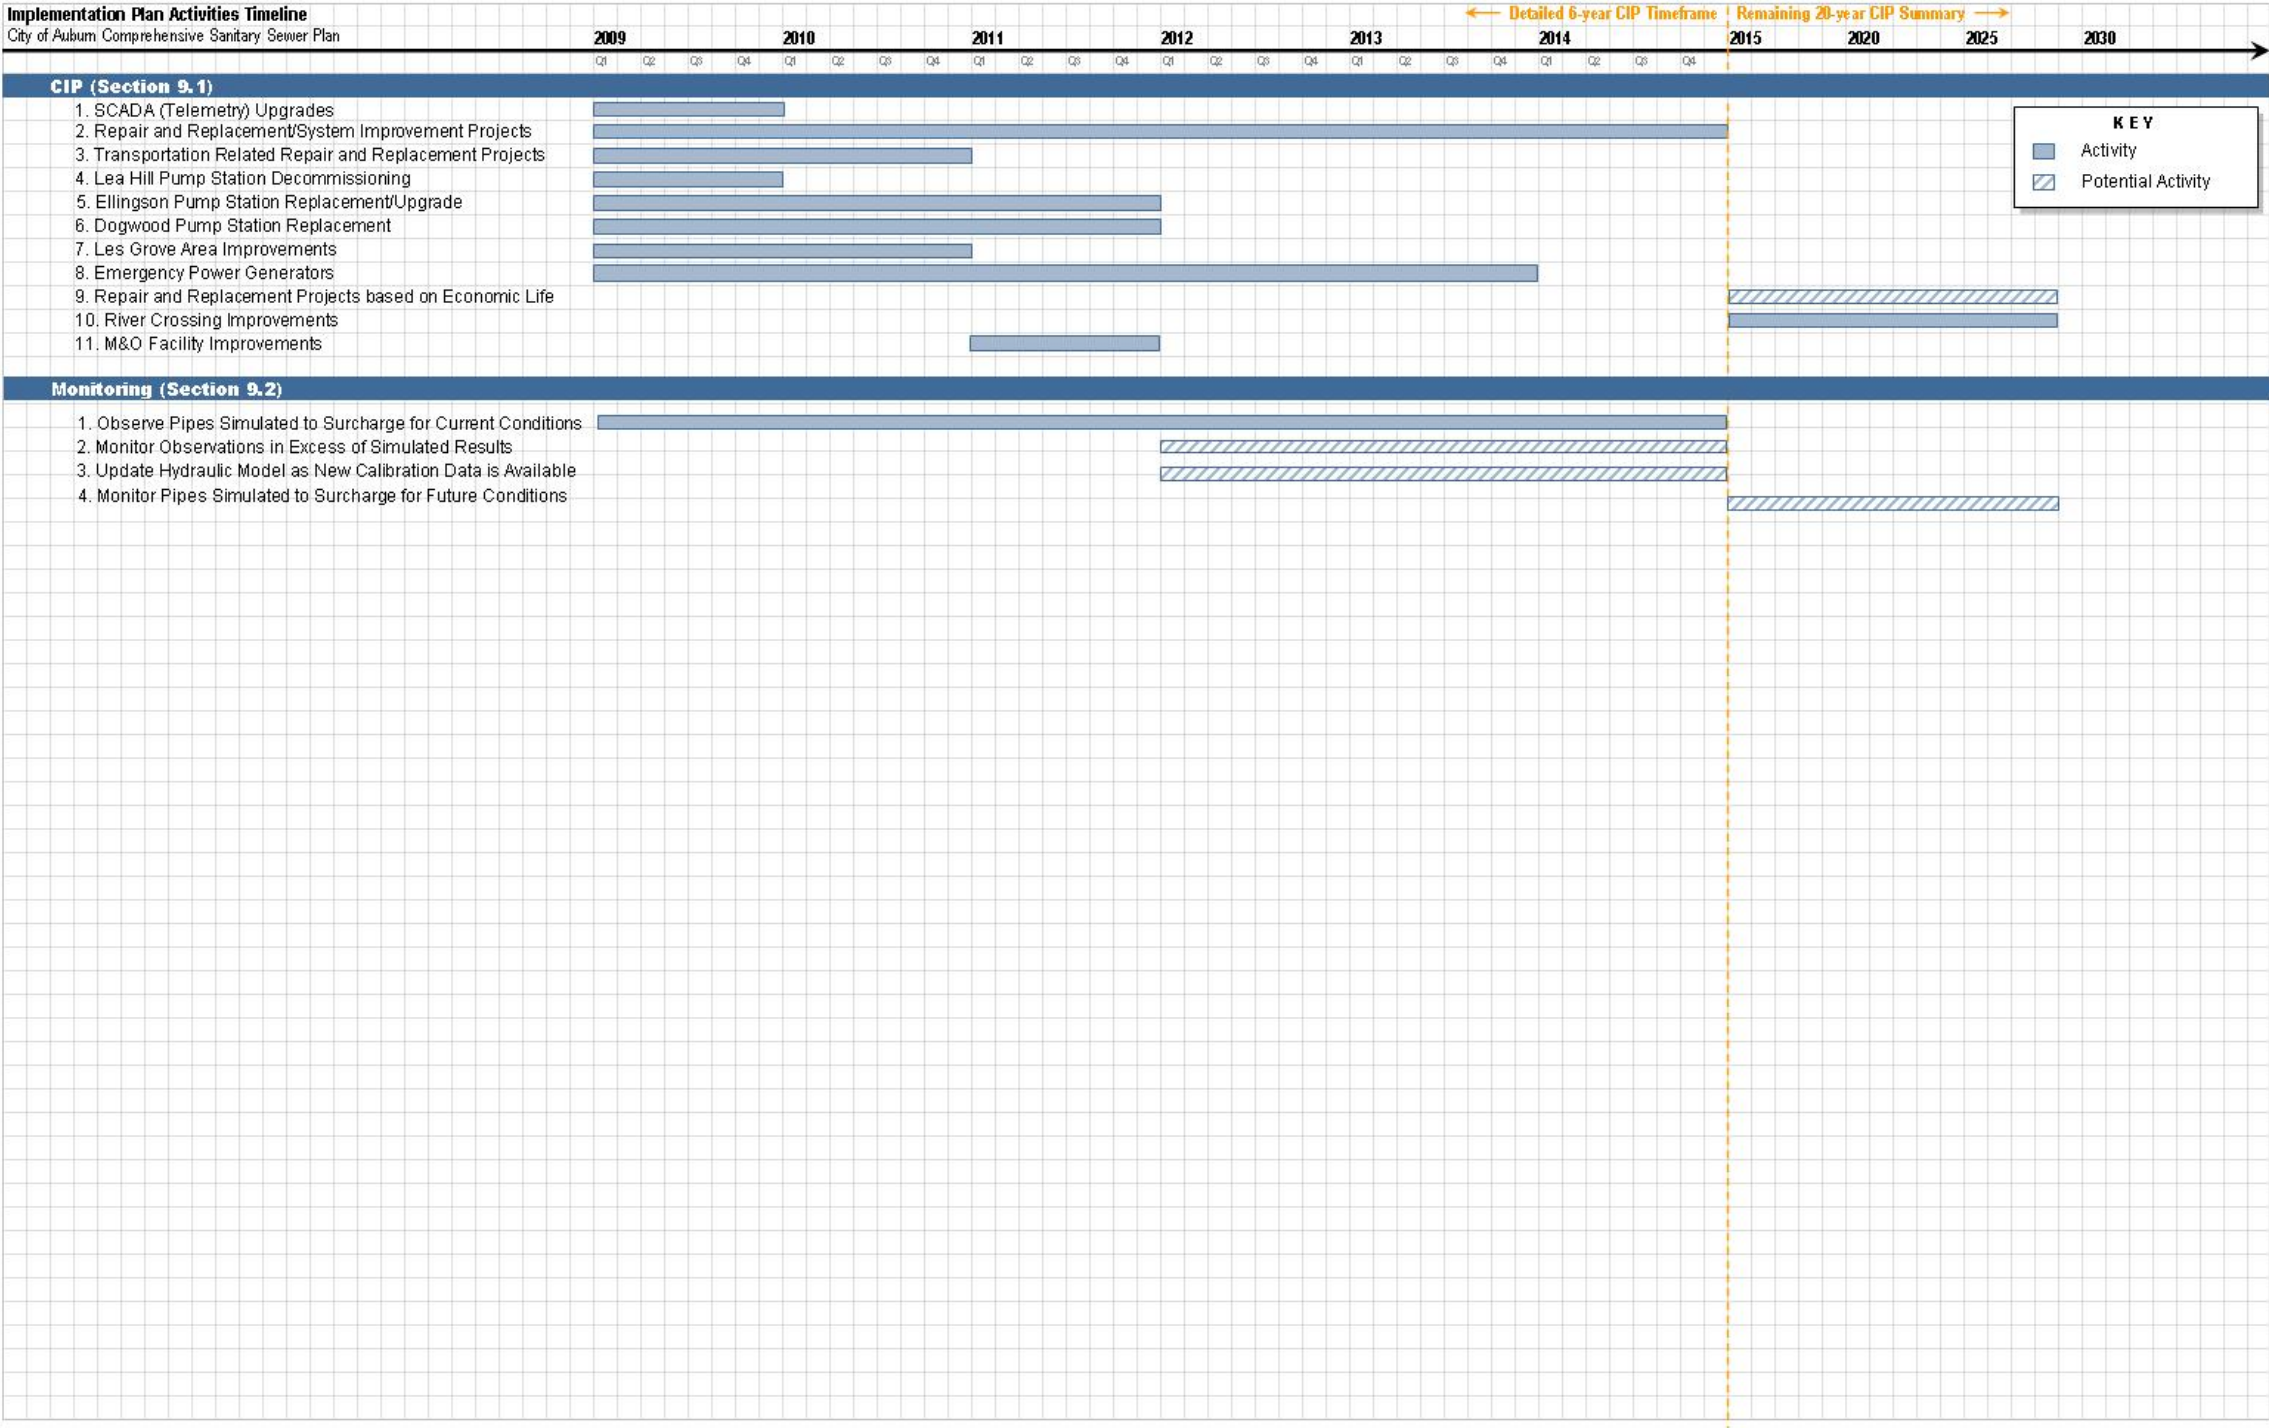 Implementation Plan Activities Timeline
← Detailed 6-year CIP Timeframe Remaining 20-year CIP Summary →
City of Auburn Comprehensive Sanitary Sewer Plan
2009 2010 2011 2012 2013 2014 2015 2020 2025 2030
Q1 Q2 Q3 Q4 Q1 Q2 Q3 Q4 Q1 Q2 Q3 Q4 Q1 Q2 Q3 Q4 Q1 Q2 Q3 Q4 Q1 Q2 Q3 Q4
CIP (Section 9.1)
1. SCADA (Telemetry) Upgrades
2. Repair and Replacement/System Improvement Projects
3. Transportation Related Repair and Replacement Projects
4. Lea Hill Pump Station Decommissioning
5. Ellingson Pump Station Replacement/Upgrade
6. Dogwood Pump Station Replacement
7. Les Grove Area Improvements
8. Emergency Power Generators
9. Repair and Replacement Projects based on Economic Life
10. River Crossing Improvements
11. M&O Facility Improvements
KEY
Activity
Potential Activity
Monitoring (Section 9.2)
1. Observe Pipes Simulated to Surcharge for Current Conditions
2. Monitor Observations in Excess of Simulated Results
3. Update Hydraulic Model as New Calibration Data is Available
4. Monitor Pipes Simulated to Surcharge for Future Conditions